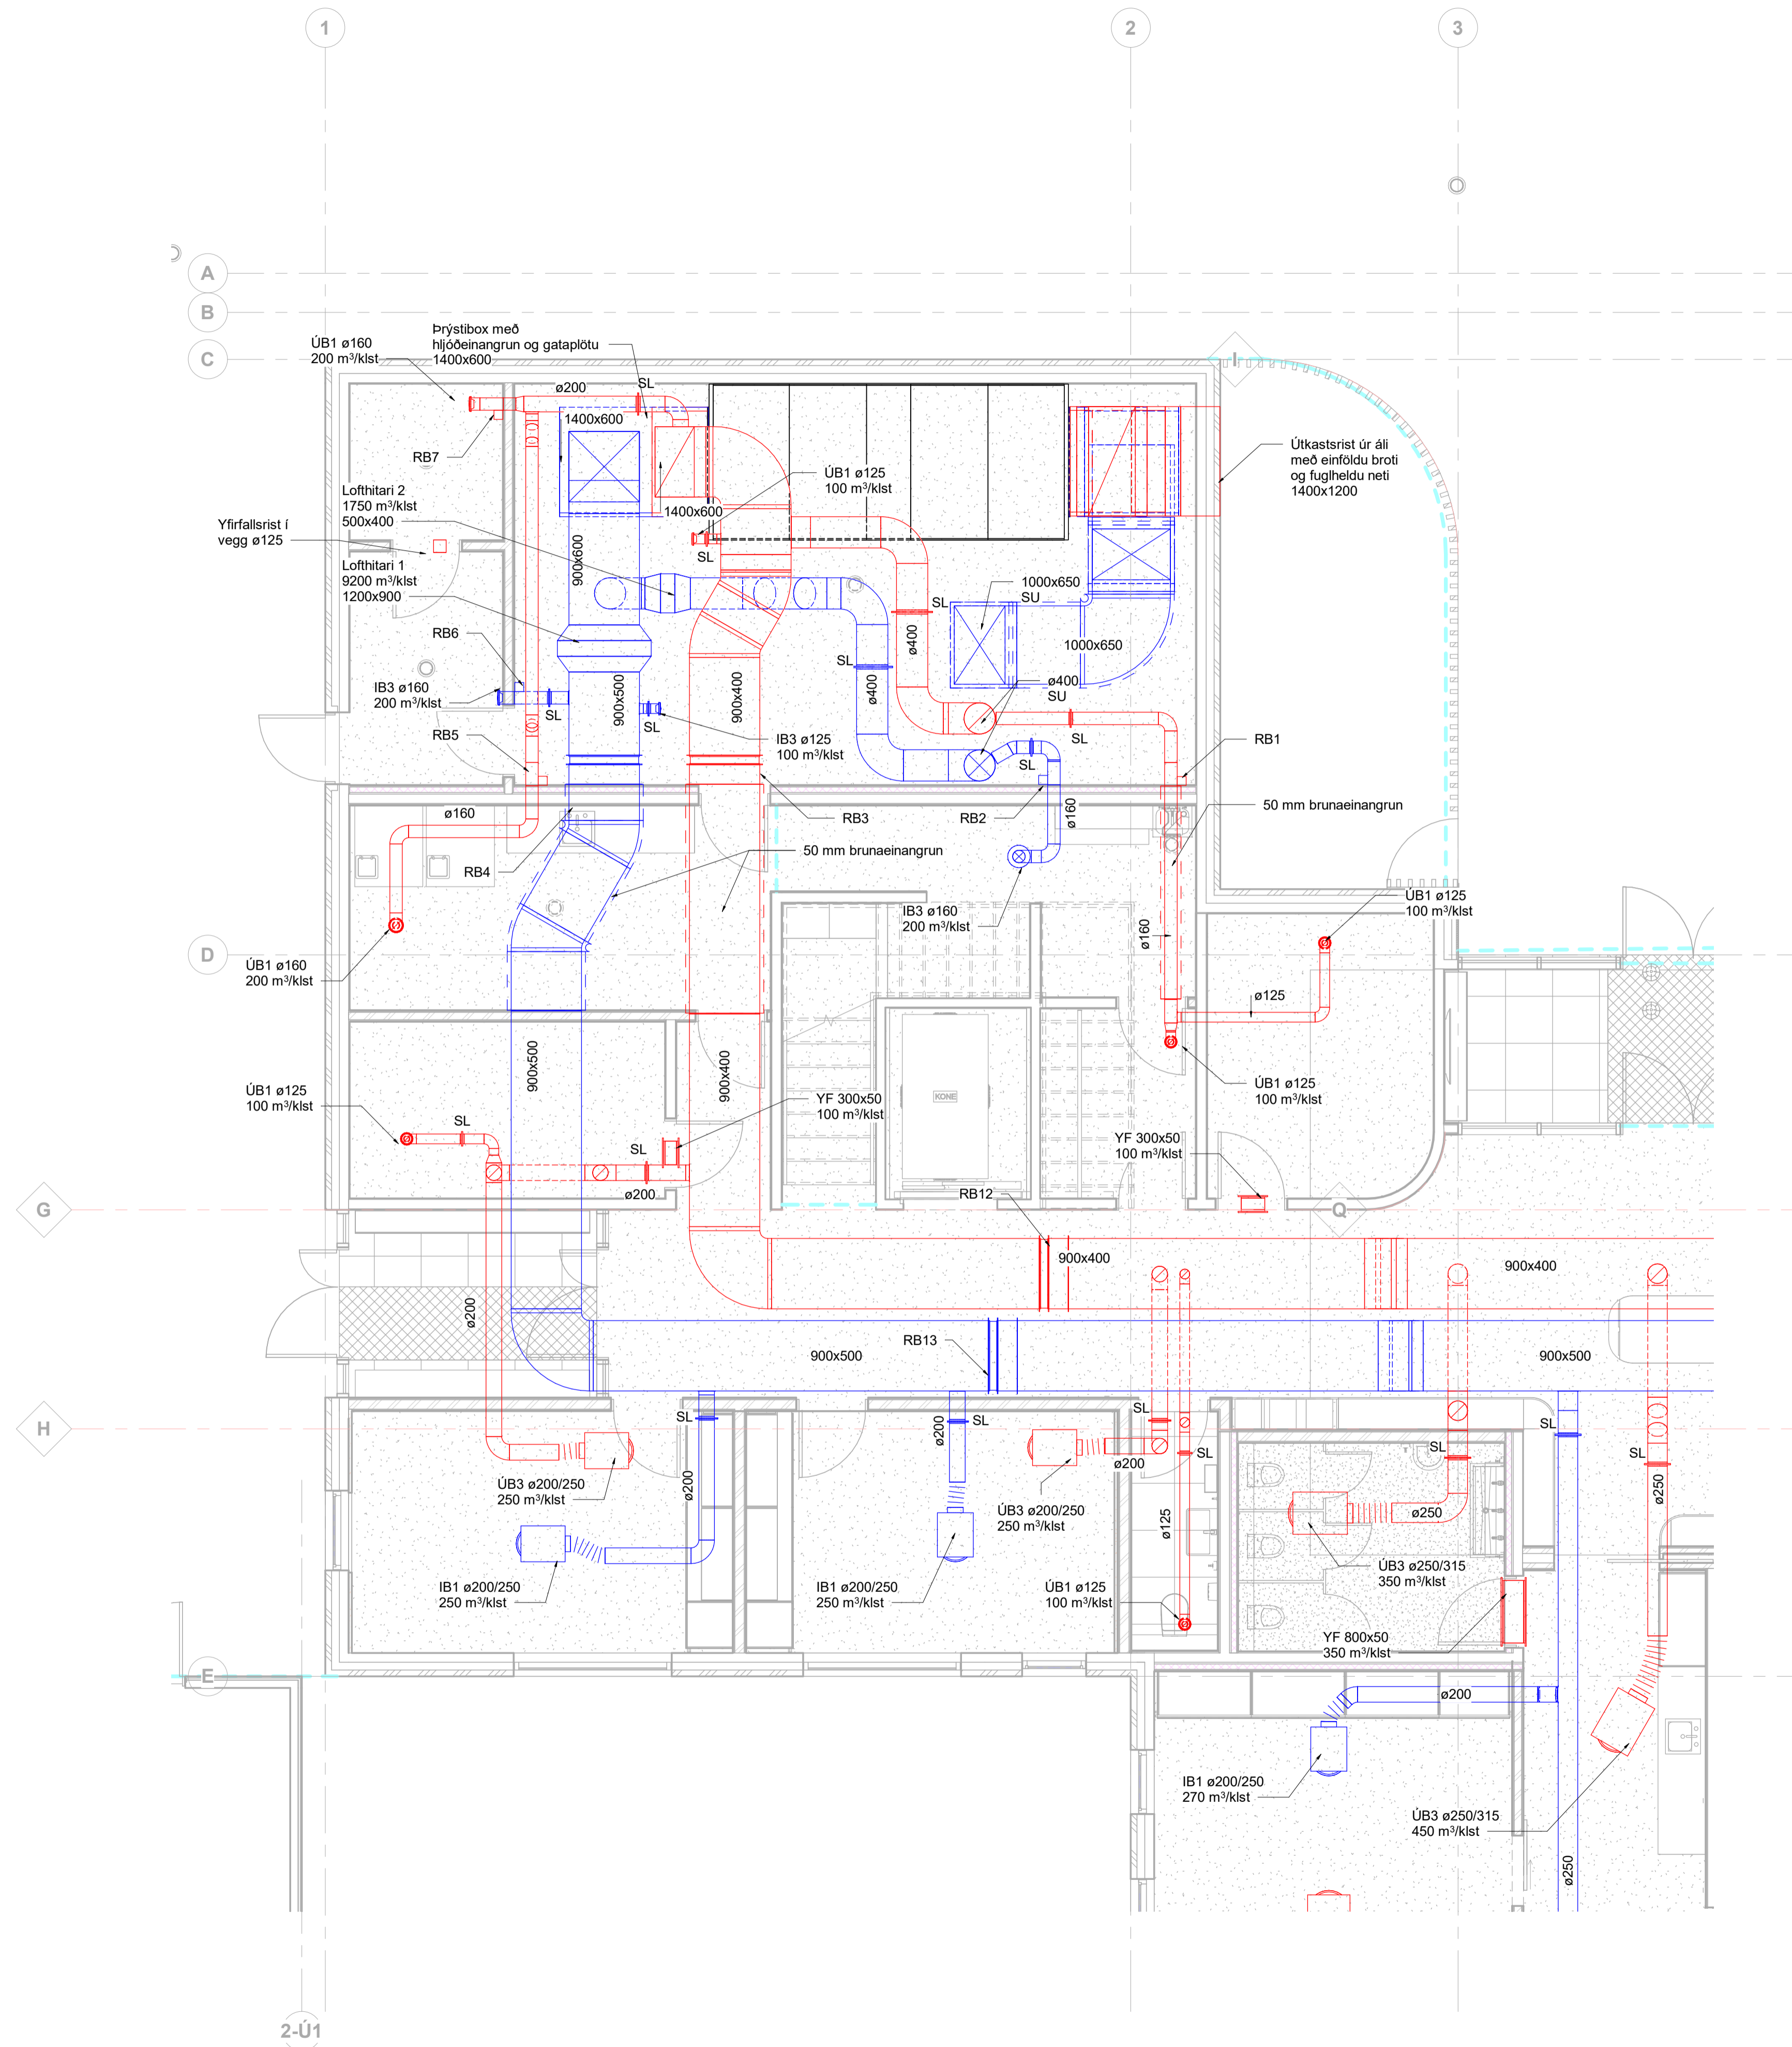 1
2
3
A
B
C
I
ÚB1 ø160
200 m³/klst
Þrýstibox með
hljóðeinangrun og gataplötu
1400x600
ø200
SL
1400x600
RB7
Útkastsrist úr áli
með einföldu broti
og fuglheldu neti
1400x1200
ÚB1 ø125
100 m³/klst
Lofthitari 2
1750 m³/klst
500x400
1400x600
Yfirfallsrist í
vegg ø125
SL
900x600
Lofthitari 1
9200 m³/klst
1200x900
1000x650
SU
SL
RB6
ø400
1000x650
SL
IB3 ø160
200 m³/klst
SL
900x500
900x400
ø400
ø400
SU
SL
RB5
IB3 ø125
100 m³/klst
SL
SL
RB1
ø160
RB3
RB2
ø160
50 mm brunaeinangrun
50 mm brunaeinangrun
RB4
IB3 ø160
200 m³/klst
ÚB1 ø125
100 m³/klst
ø160
D
ÚB1 ø160
200 m³/klst
ø125
900x500
900x400
ÚB1 ø125
100 m³/klst
KONE
YF 300x50
100 m³/klst
ÚB1 ø125
100 m³/klst
SL
SL
YF 300x50
100 m³/klst
ø200
RB12
G
Q
900x400
900x400
ø200
RB13
900x500
900x500
H
SL
ø200
SL
SL
SL
SL
ø200
SL
SL
ø200
ÚB3 ø200/250
250 m³/klst
ÚB3 ø200/250
250 m³/klst
ø125
ø250
ø250
IB1 ø200/250
250 m³/klst
IB1 ø200/250
250 m³/klst
ÚB1 ø125
100 m³/klst
ÚB3 ø250/315
350 m³/klst
YF 800x50
350 m³/klst
E
ø200
IB1 ø200/250
270 m³/klst
ÚB3 ø250/315
450 m³/klst
ø250
2-Ú1